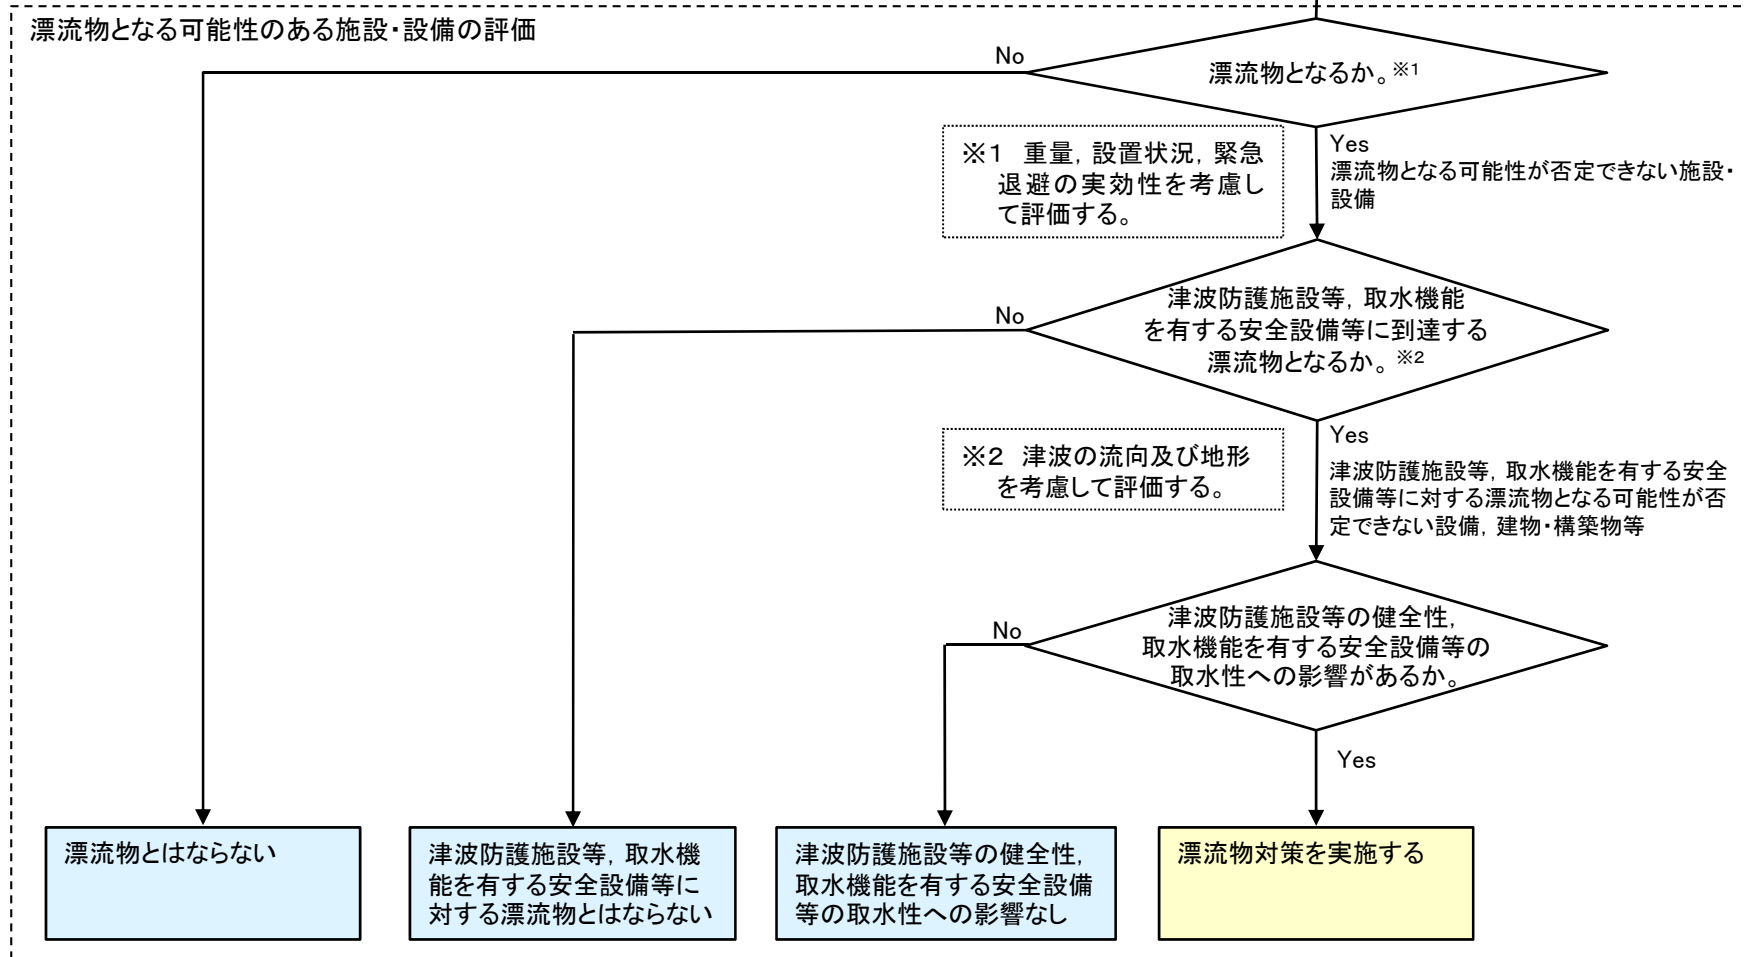 漂流物となる可能性のある施設・設備の評価
No
漂流物となるか。※1
Yes
漂流物となる可能性が否定できない施設・
設備
※1 重量，設置状況，緊急
退避の実効性を考慮し
て評価する。
No
津波防護施設等，取水機能
を有する安全設備等に到達する
漂流物となるか。※2
Yes
津波防護施設等，取水機能を有する安全
設備等に対する漂流物となる可能性が否
定できない設備，建物・構築物等
※2 津波の流向及び地形
を考慮して評価する。
No
津波防護施設等の健全性，
取水機能を有する安全設備等の
取水性への影響があるか。
Yes
漂流物とはならない
津波防護施設等，取水機
能を有する安全設備等に
対する漂流物とはならない
津波防護施設等の健全性，
取水機能を有する安全設備
等の取水性への影響なし
漂流物対策を実施する